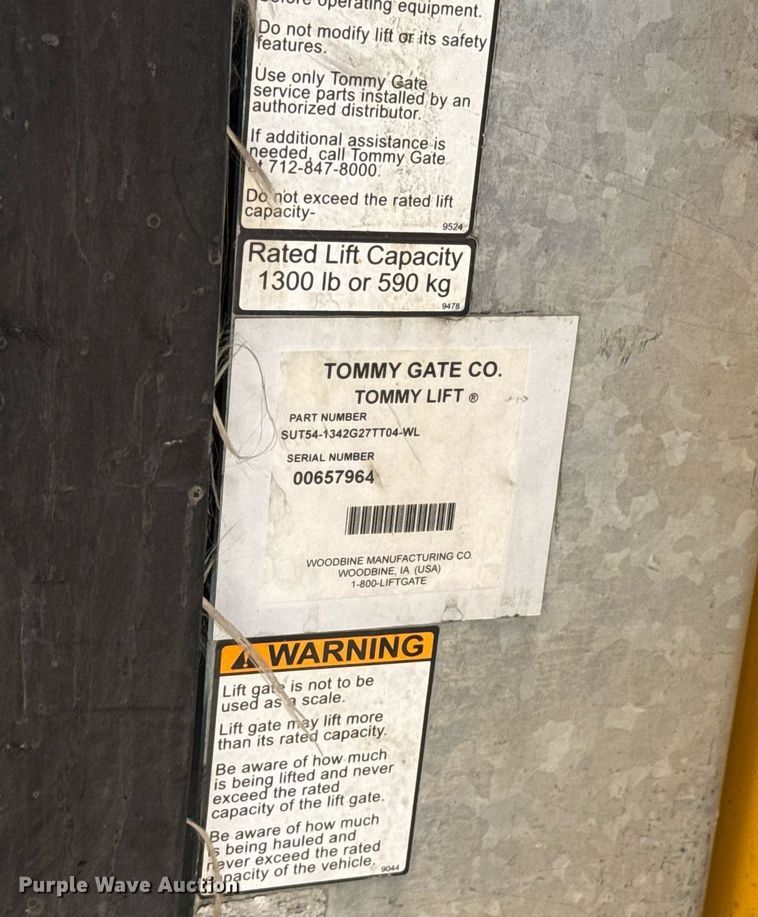 operating equipment.
Do not modify lift or its safety
features.
Use only Tommy Gate
service parts installed by an
authorized distributor.
If additional assistance is
needed, call Tommy Gate
at 712-847-8000.
Do not exceed the rated lift
capacity-
9524
Rated Lift Capacity
1300 lb or 590 kg
9478
TOMMY GATE CO.
TOMMY LIFT ®
PART NUMBER
SUT54-1342G27TT04-WL
SERIAL NUMBER
00657964
WOODBINE MANUFACTURING CO.
WOODBINE, IA (USA)
1-800-LIFTGATE
WARNING
Lift gate is not to be
used as a scale.
Lift gate may lift more
than its rated capacity.
Be aware of how much
is being lifted and never
exceed the rated
capacity of the lift gate.
Be aware of how much
is being hauled and
never exceed the rated
capacity of the vehicle.
9044
Purple Wave Auction